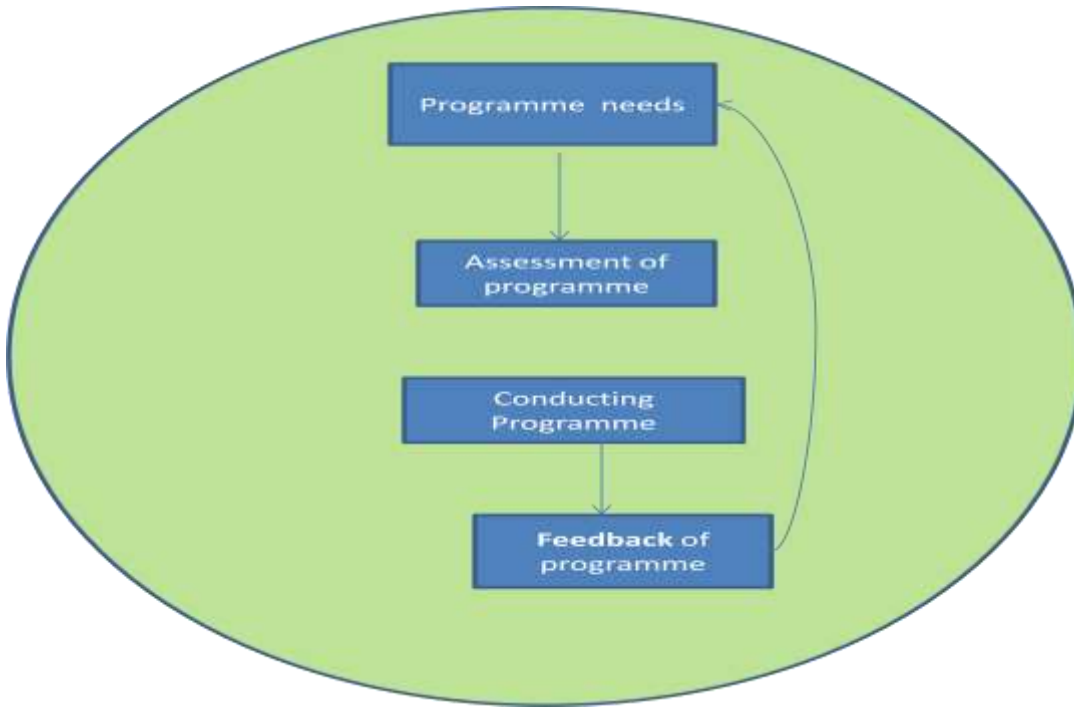 Programme needs
Assessment of
programme
Conducting
Programme
Feedback of
programme